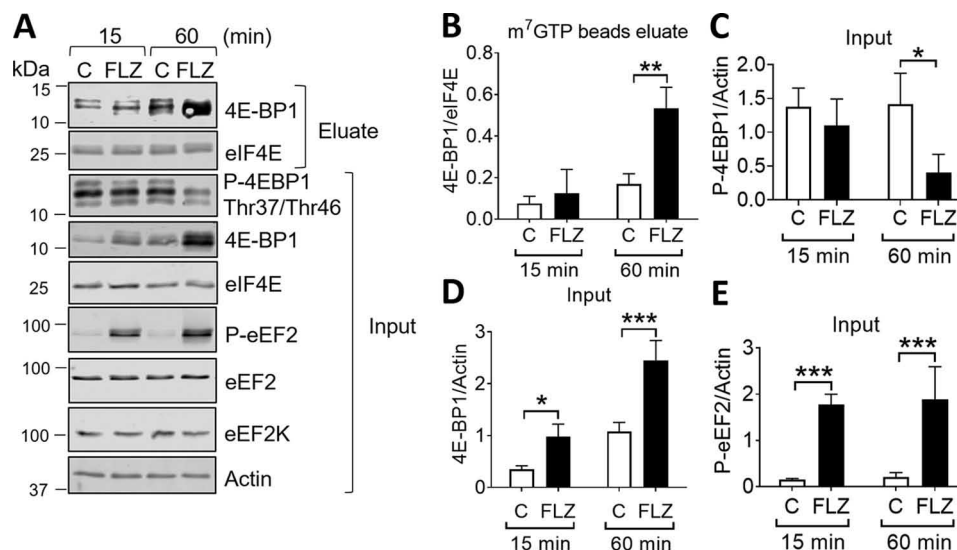 A
15 60 (min)
kDa C FLZ C FLZ
15
10
4E-BP1
25
eIF4E
Eluate
P-4EBP1
10
Thr37/Thr46
10
4E-BP1
25
eIF4E
100
P-eEF2
100
eEF2
100
eEF2K
37
Actin
Input
B
m⁷GTP beads eluate
4E-BP1/eIF4E
0.8
0.6
0.4
0.2
0.0
**
C FLZ C FLZ
15 min 60 min
C
Input
P-4EBP1/Actin
2.0
1.5
1.0
0.5
0.0
*
C FLZ C FLZ
15 min 60 min
D
Input
4E-BP1/Actin
3
2
1
0
*
***
C FLZ C FLZ
15 min 60 min
E
Input
P-eEF2/Actin
3
2
1
0
***
***
C FLZ C FLZ
15 min 60 min